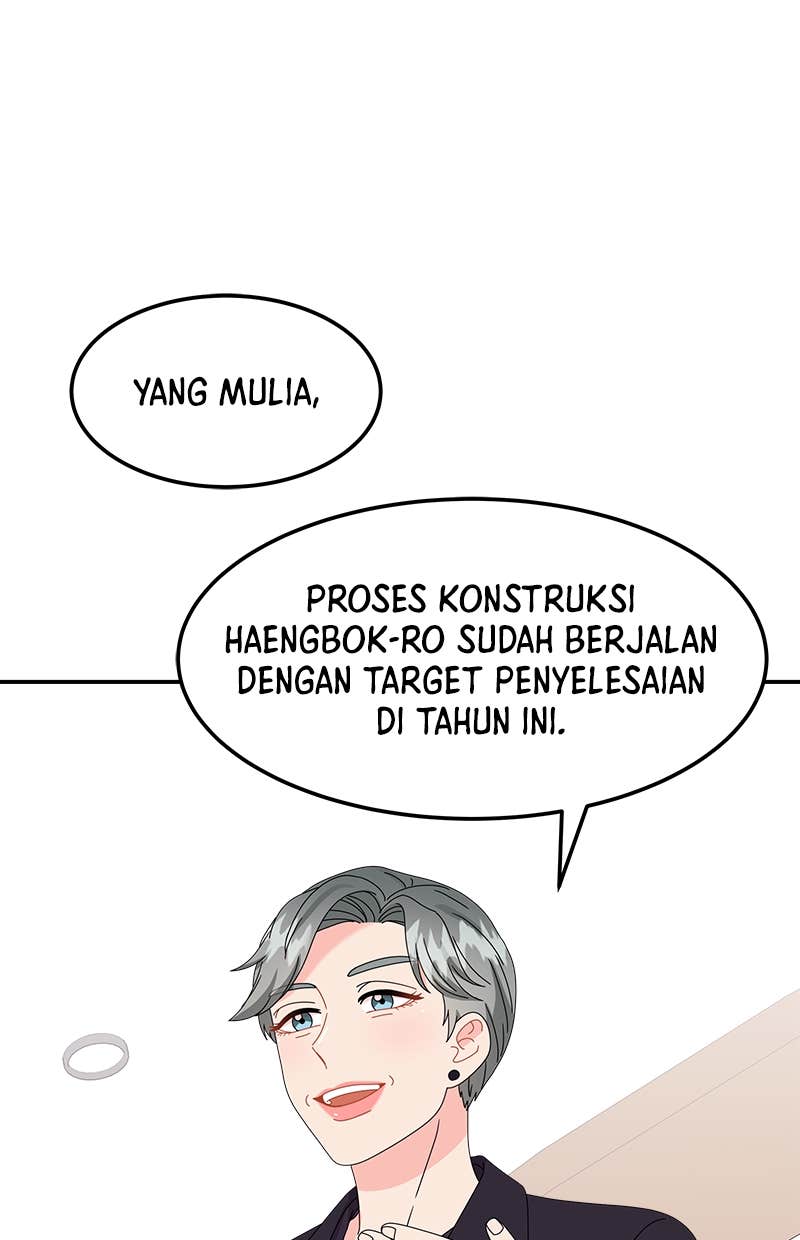 YANG MULIA,
PROSES KONSTRUKSI
HAENGBOK-RO SUDAH BERJALAN
DENGAN TARGET PENYELESAIAN
DI TAHUN INI.